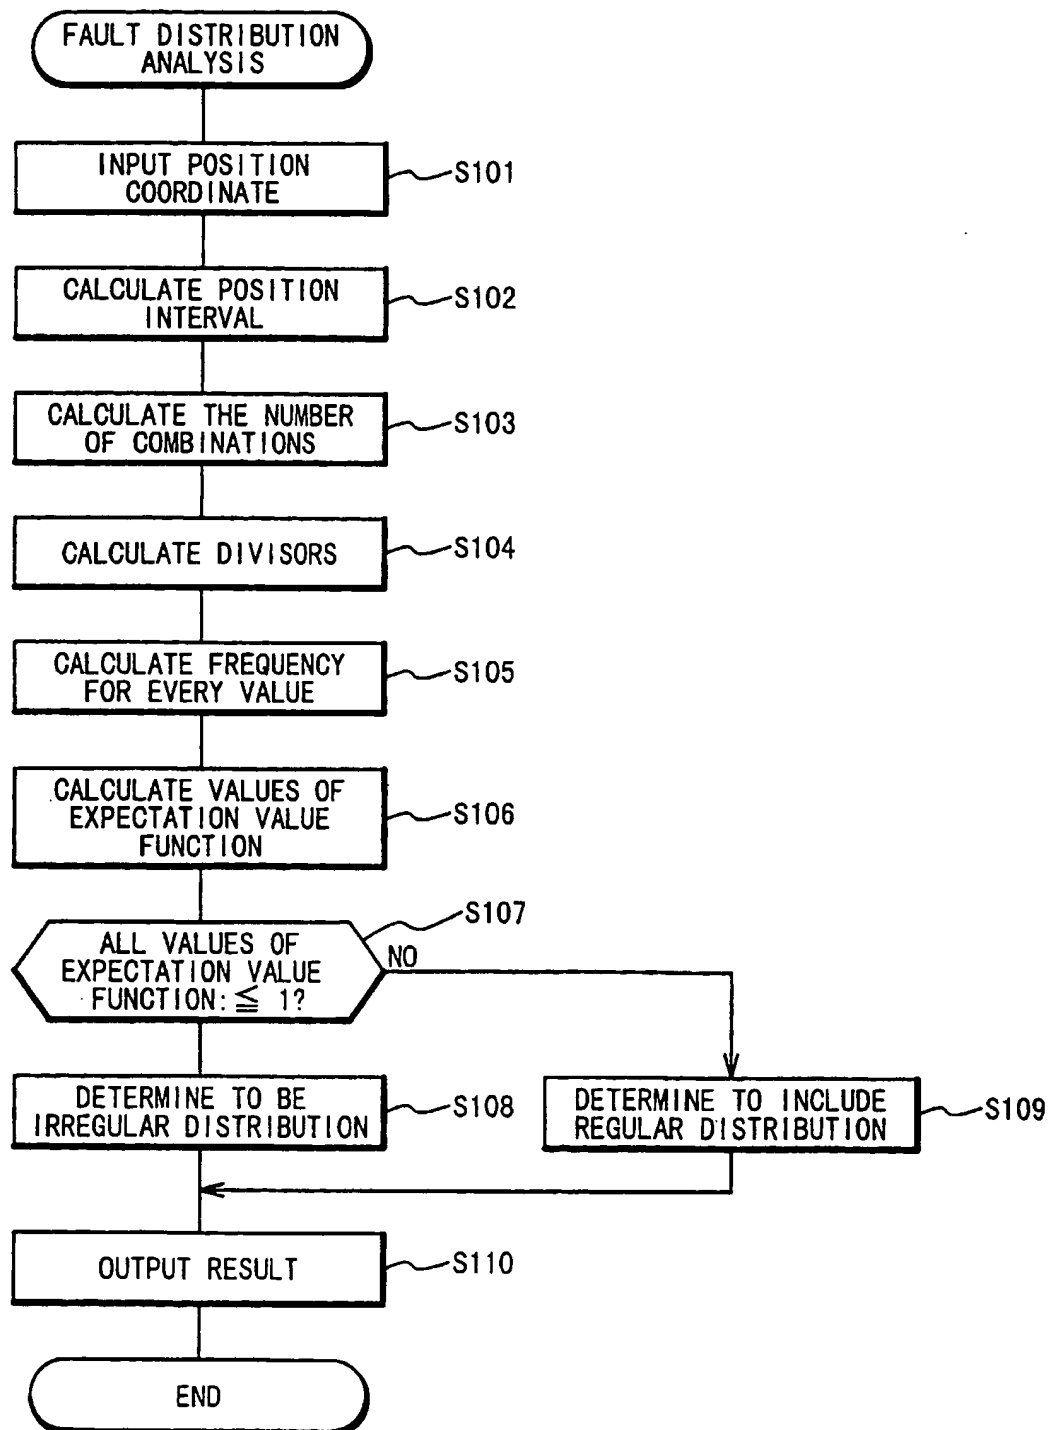 FAULT DISTRIBUTION
ANALYSIS
INPUT POSITION
COORDINATE
S101
CALCULATE POSITION
INTERVAL
S102
CALCULATE THE NUMBER
OF COMBINATIONS
S103
CALCULATE DIVISORS
S104
CALCULATE FREQUENCY
FOR EVERY VALUE
S105
CALCULATE VALUES OF
EXPECTATION VALUE
FUNCTION
S106
ALL VALUES OF
EXPECTATION VALUE
FUNCTION: ≦ 1?
S107
NO
DETERMINE TO BE
IRREGULAR DISTRIBUTION
S108
DETERMINE TO INCLUDE
REGULAR DISTRIBUTION
S109
OUTPUT RESULT
S110
END